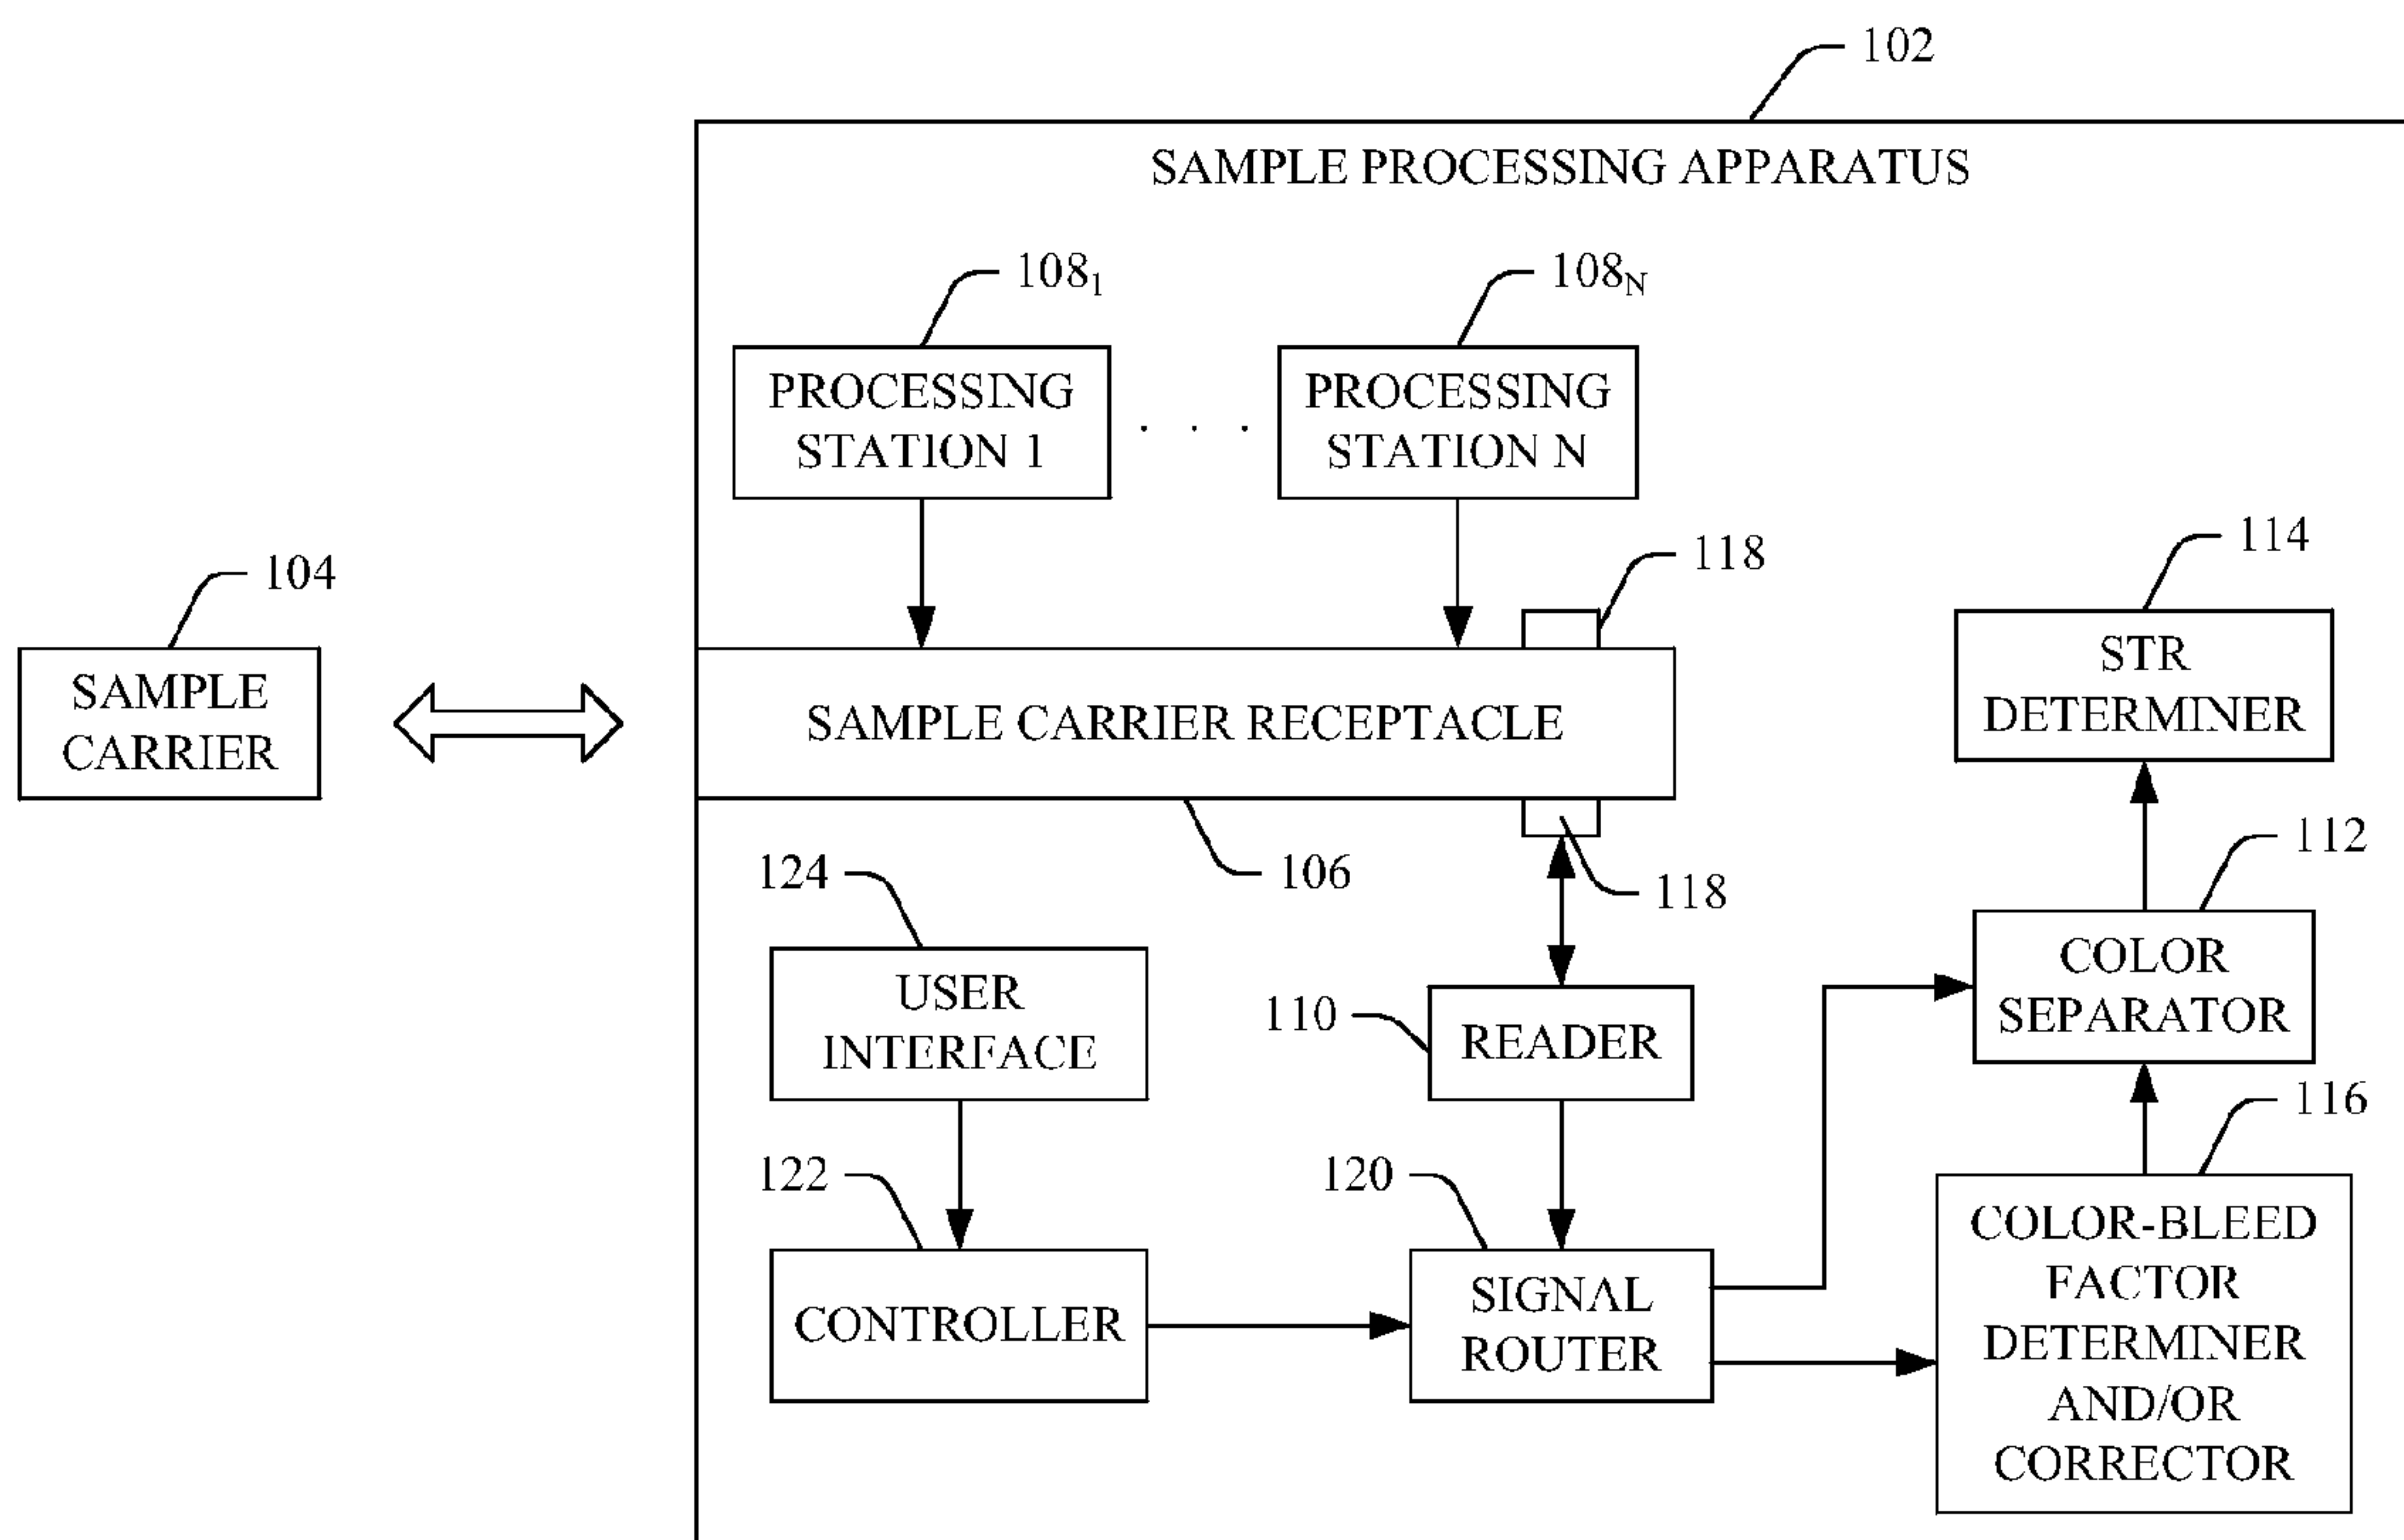 102
SAMPLE PROCESSING APPARATUS
108₁
108N
PROCESSING
STATION 1
. . .
PROCESSING
STATION N
118
114
104
SAMPLE
CARRIER
SAMPLE CARRIER RECEPTACLE
STR
DETERMINER
106
118
112
124
USER
INTERFACE
110
READER
COLOR
SEPARATOR
116
122
120
CONTROLLER
SIGNAL
ROUTER
COLOR-BLEED
FACTOR
DETERMINER
AND/OR
CORRECTOR